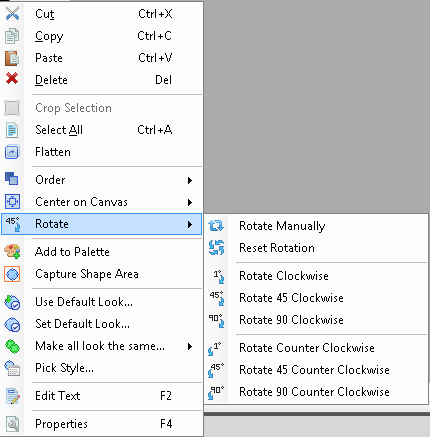 Cut Ctrl+X
Copy Ctrl+C
Paste Ctrl+V
Delete Del
Crop Selection
Select All Ctrl+A
Flatten
Order
Center on Canvas
45° Rotate
Add to Palette
Capture Shape Area
Use Default Look...
Set Default Look...
Make all look the same...
Pick Style...
Edit Text F2
Properties F4
Rotate Manually
Reset Rotation
1° Rotate Clockwise
45° Rotate 45 Clockwise
90° Rotate 90 Clockwise
1° Rotate Counter Clockwise
45° Rotate 45 Counter Clockwise
90° Rotate 90 Counter Clockwise